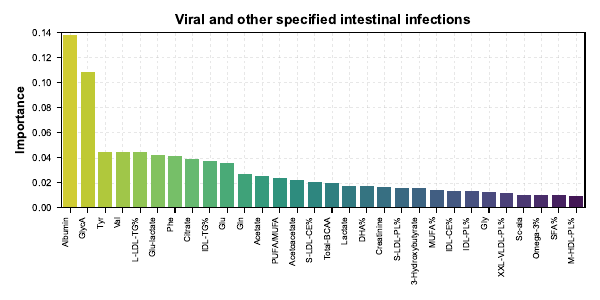 Viral and other specified intestinal infections
Importance
0.14
0.12
0.10
0.08
0.06
0.04
0.02
0.00
Albumin
GlycA
Tyr
Val
L-LDL-TG%
Glu-lactate
Phe
Citrate
IDL-TG%
Glu
Gln
Acetate
PUFA/MUFA
Acetoacetate
S-LDL-CE%
Total-BCAA
Lactate
DHA%
Creatinine
S-LDL-PL%
3-Hydroxybutyrate
MUFA%
IDL-CE%
IDL-PL%
Gly
XXL-VLDL-PL%
Sc-ala
Omega-3%
SFA%
M-HDL-PL%